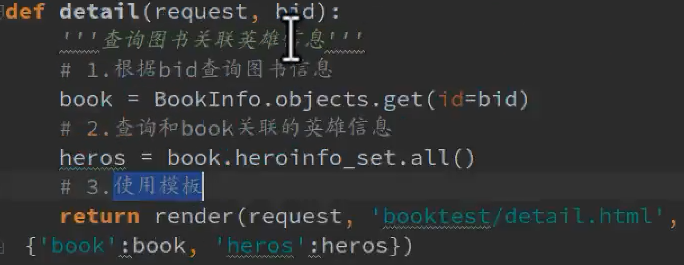 def detail(request, bid):
'''查询图书关联英雄信息'''
# 1.根据bid查询图书信息
book = BookInfo.objects.get(id=bid)
# 2.查询和book关联的英雄信息
heros = book.heroinfo_set.all()
# 3.使用模板
return render(request, 'booktest/detail.html',
{'book':book, 'heros':heros})